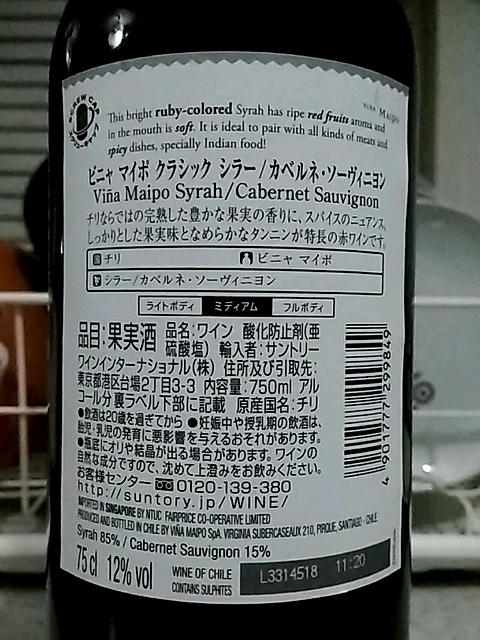 SCREW CAP
VIÑA MAIPO
This bright ruby-colored Syrah has ripe red fruits aroma and
in the mouth is soft. It is ideal to pair with all kinds of meats and
spicy dishes, specially Indian food!
ビニャ マイポ クラシック シラー/カベルネ・ソーヴィニヨン
Viña Maipo Syrah/Cabernet Sauvignon
チリならではの完熟した豊かな果実の香りに、スパイスのニュアンス。
しっかりとした果実味となめらかなタンニンが特長の赤ワインです。
チリ
ビニャ マイポ
シラー/カベルネ・ソーヴィニヨン
ライトボディ ミディアム フルボディ
品目:果実酒 品名:ワイン 酸化防止剤(亜
硫酸塩) 輸入者:サントリー
ワインインターナショナル(株) 住所及び引取先:
東京都港区台場2丁目3-3 内容量:750ml アル
コール分 裏ラベル下部に記載 原産国名:チリ
●飲酒は20歳を過ぎてから ●妊娠中や授乳期の飲酒は、
胎児・乳児の発育に悪影響を与えるおそれがあります。
●瓶底にオリや結晶が出る場合があります。ワインの
自然な成分ですので、沈めて上澄みをお飲みください。
お客様センター 0120-139-380
http://suntory.jp/WINE/
4 901777 299849
IMPORTED IN SINGAPORE BY NTUC FAIRPRICE CO-OPERATIVE LIMITED
PRODUCED AND BOTTLED IN CHILE BY VIÑA MAIPO SpA. VIRGINIA SUBERCASEAUX 210, PIRQUE, SANTIAGO - CHILE.
Syrah 85% / Cabernet Sauvignon 15%
75 cl 12% vol
WINE OF CHILE
CONTAINS SULPHITES
L3314518 11:20